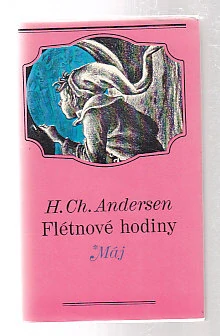 H. Ch. Andersen
Flétnové hodiny
Máj